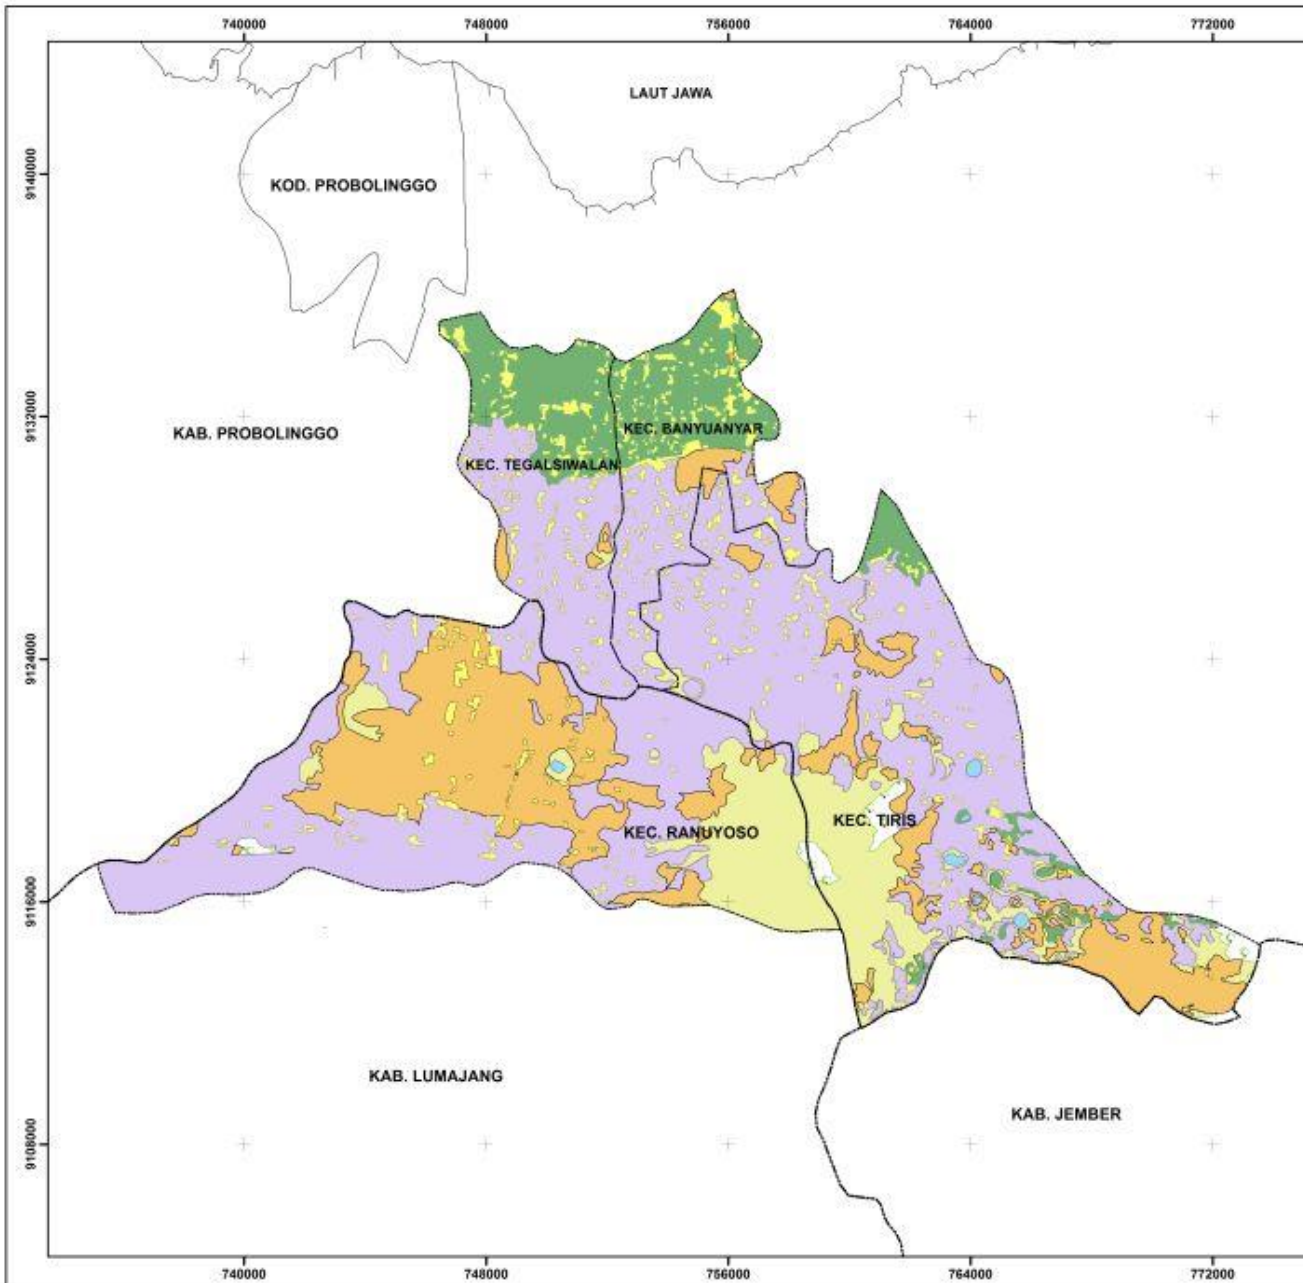 740000 748000 756000 764000 772000
LAUT JAWA
9140000
KOD. PROBOLINGGO
9132000
KEC. BANYUANYAR
KAB. PROBOLINGGO
KEC. TEGALSIWALAN
9124000
KEC. TIRIS
KEC. RANUYOSO
9116000
KAB. LUMAJANG
KAB. JEMBER
9108000
740000 748000 756000 764000 772000